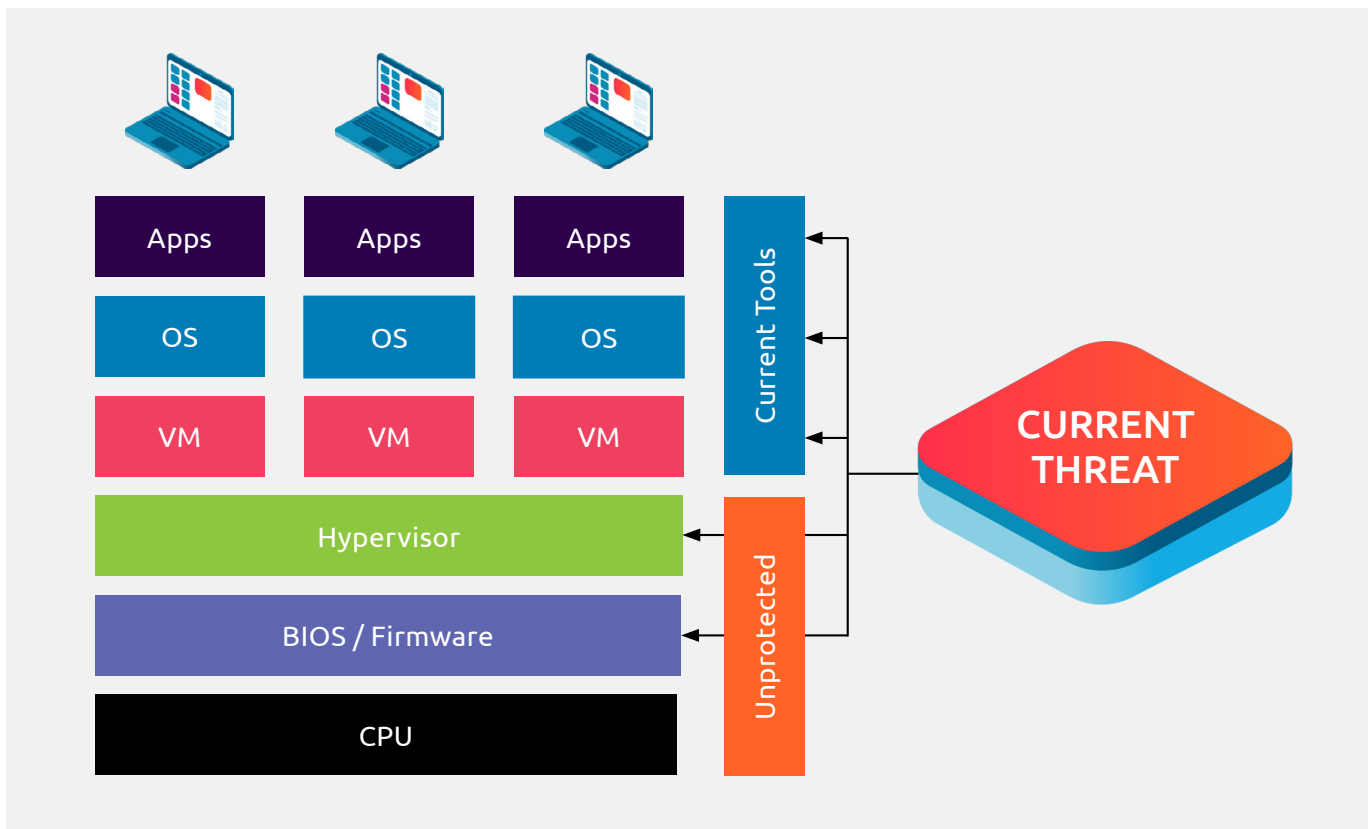 Apps
Apps
Apps
OS
OS
OS
VM
VM
VM
Hypervisor
BIOS / Firmware
CPU
Current Tools
Unprotected
CURRENT
THREAT